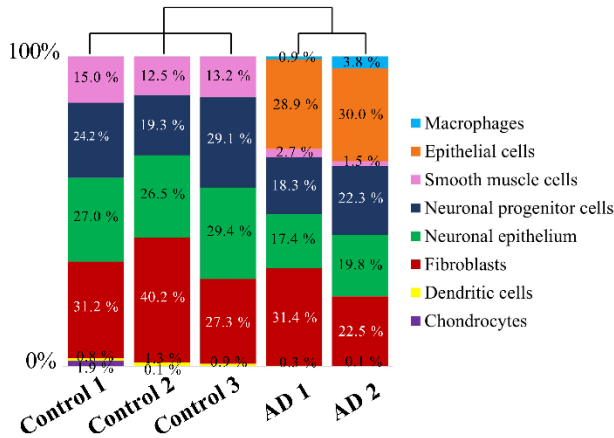 100%
0%
15.0 %
24.2 %
27.0 %
31.2 %
0.8 %
1.9 %
Control 1
12.5 %
19.3 %
26.5 %
40.2 %
1.3 %
0.1 %
Control 2
13.2 %
29.1 %
29.4 %
27.3 %
0.9 %
Control 3
0.9 %
28.9 %
2.7 %
18.3 %
17.4 %
31.4 %
0.3 %
AD 1
3.8 %
30.0 %
1.5 %
22.3 %
19.8 %
22.5 %
0.1 %
AD 2
Macrophages
Epithelial cells
Smooth muscle cells
Neuronal progenitor cells
Neuronal epithelium
Fibroblasts
Dendritic cells
Chondrocytes